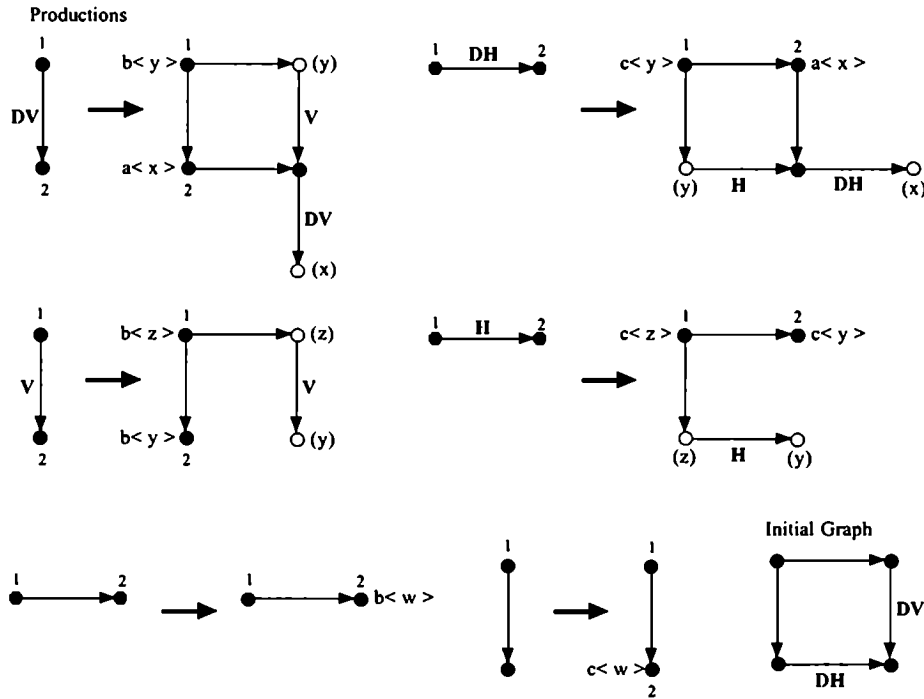 Productions
1
1
1
2
1
2
b< y >
(y)
DH
c< y >
a< x >
DV
V
a< x >
2
2
(y)
H
DH
(x)
DV
(x)
1
1
1
2
1
2
b< z >
(z)
H
c< z >
c< y >
V
V
b< y >
(y)
2
2
(z)
H
(y)
Initial Graph
1
1
1
2
1
2
b< w >
DV
c< w >
DH
2